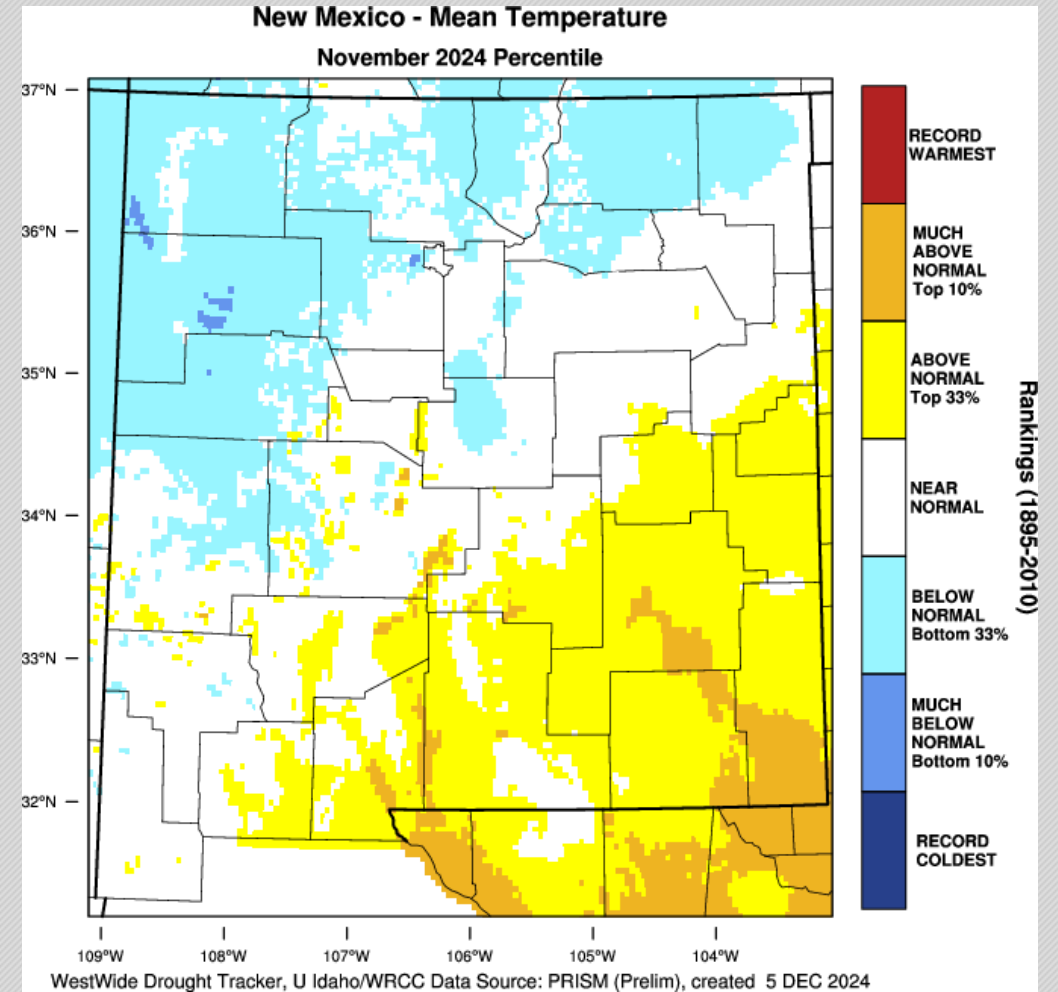 New Mexico - Mean Temperature
November 2024 Percentile
37°N
36°N
35°N
34°N
33°N
32°N
109°W
108°W
107°W
106°W
105°W
104°W
RECORD
WARMEST
MUCH
ABOVE
NORMAL
Top 10%
ABOVE
NORMAL
Top 33%
NEAR
NORMAL
BELOW
NORMAL
Bottom 33%
MUCH
BELOW
NORMAL
Bottom 10%
RECORD
COLDEST
Rankings (1895-2010)
WestWide Drought Tracker, U Idaho/WRCC Data Source: PRISM (Prelim), created 5 DEC 2024